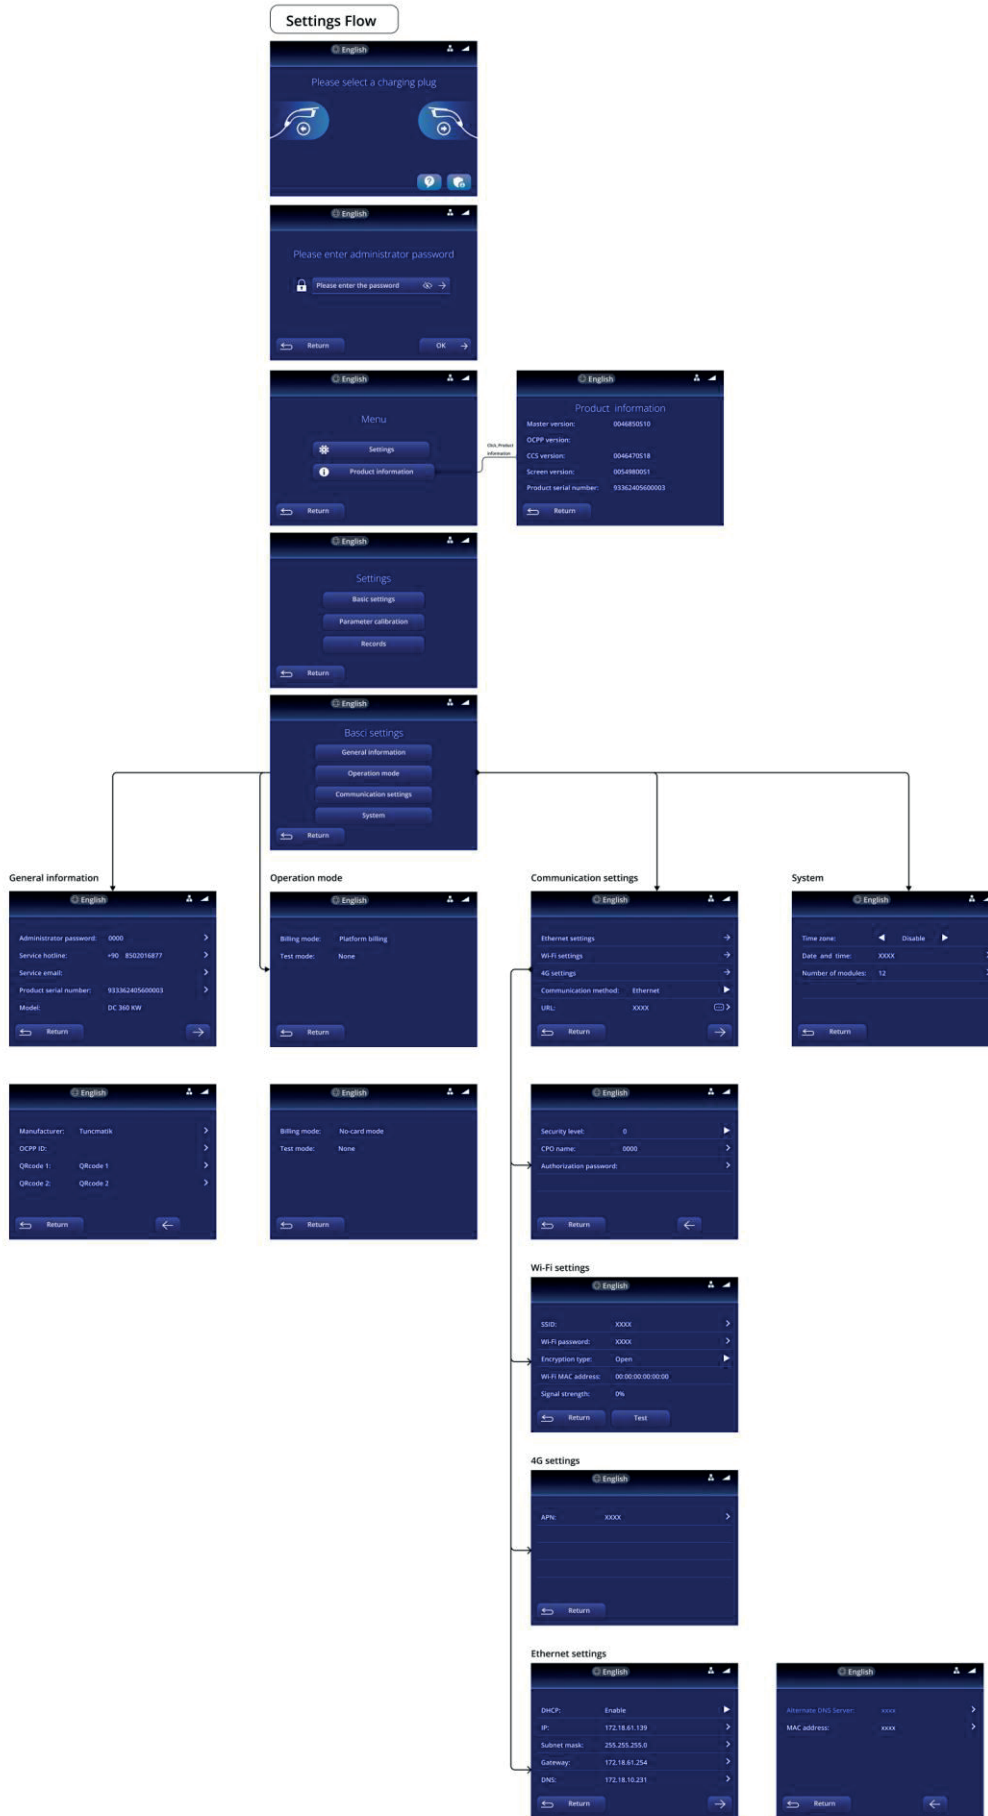 Settings Flow
English
Please select a charging plug
English
Please enter administrator password
Please enter the password
Return
OK
English
Menu
Settings
Product information
Return
Click, Product
information
English
Product information
Master version: 0046850S10
OCPP version:
CCS version: 0046470S18
Screen version: 0054980051
Product serial number: 93362405600003
Return
English
Settings
Basic settings
Parameter calibration
Records
Return
English
Basci settings
General information
Operation mode
Communication settings
System
Return
General information
English
Administrator password: 0000
Service hotline: +90 8502016877
Service email:
Product serial number: 933362405600003
Model: DC 360 KW
Return
English
Manufacturer: Tuncmatik
OCPP ID:
QRcode 1: QRcode 1
QRcode 2: QRcode 2
Return
Operation mode
English
Billing mode: Platform billing
Test mode: None
Return
English
Billing mode: No-card mode
Test mode: None
Return
Communication settings
English
Ethernet settings
Wi-Fi settings
4G settings
Communication method: Ethernet
URL: XXXX
Return
English
Security level: 0
CPO name: 0000
Authorization password:
Return
Wi-Fi settings
English
SSID: XXXX
Wi-Fi password: XXXX
Encryption type: Open
Wi-Fi MAC address: 00:00:00:00:00:00
Signal strength: 0%
Return
Test
4G settings
English
APN: XXXX
Return
Ethernet settings
English
DHCP: Enable
IP: 172.18.61.139
Subnet mask: 255.255.255.0
Gateway: 172.18.61.254
DNS: 172.18.10.231
Return
English
Alternate DNS Server: xxxx
MAC address: xxxx
Return
System
English
Time zone: Disable
Date and time: XXXX
Number of modules: 12
Return